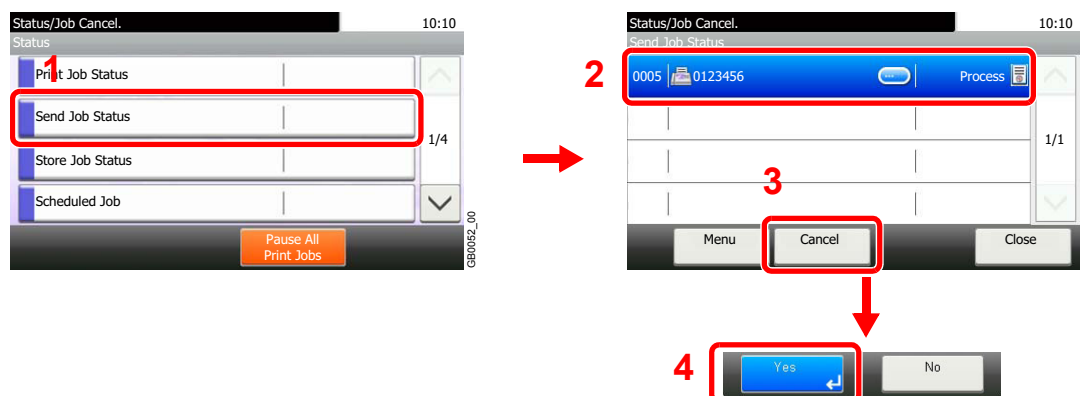 Status/Job Cancel.
10:10
Status
1
Print Job Status
Send Job Status
1/4
Store Job Status
Scheduled Job
Pause All
Print Jobs
GB0052_00
Status/Job Cancel.
10:10
Send Job Status
2
0005
0123456
Process
1/1
3
Menu
Cancel
Close
4
Yes
No